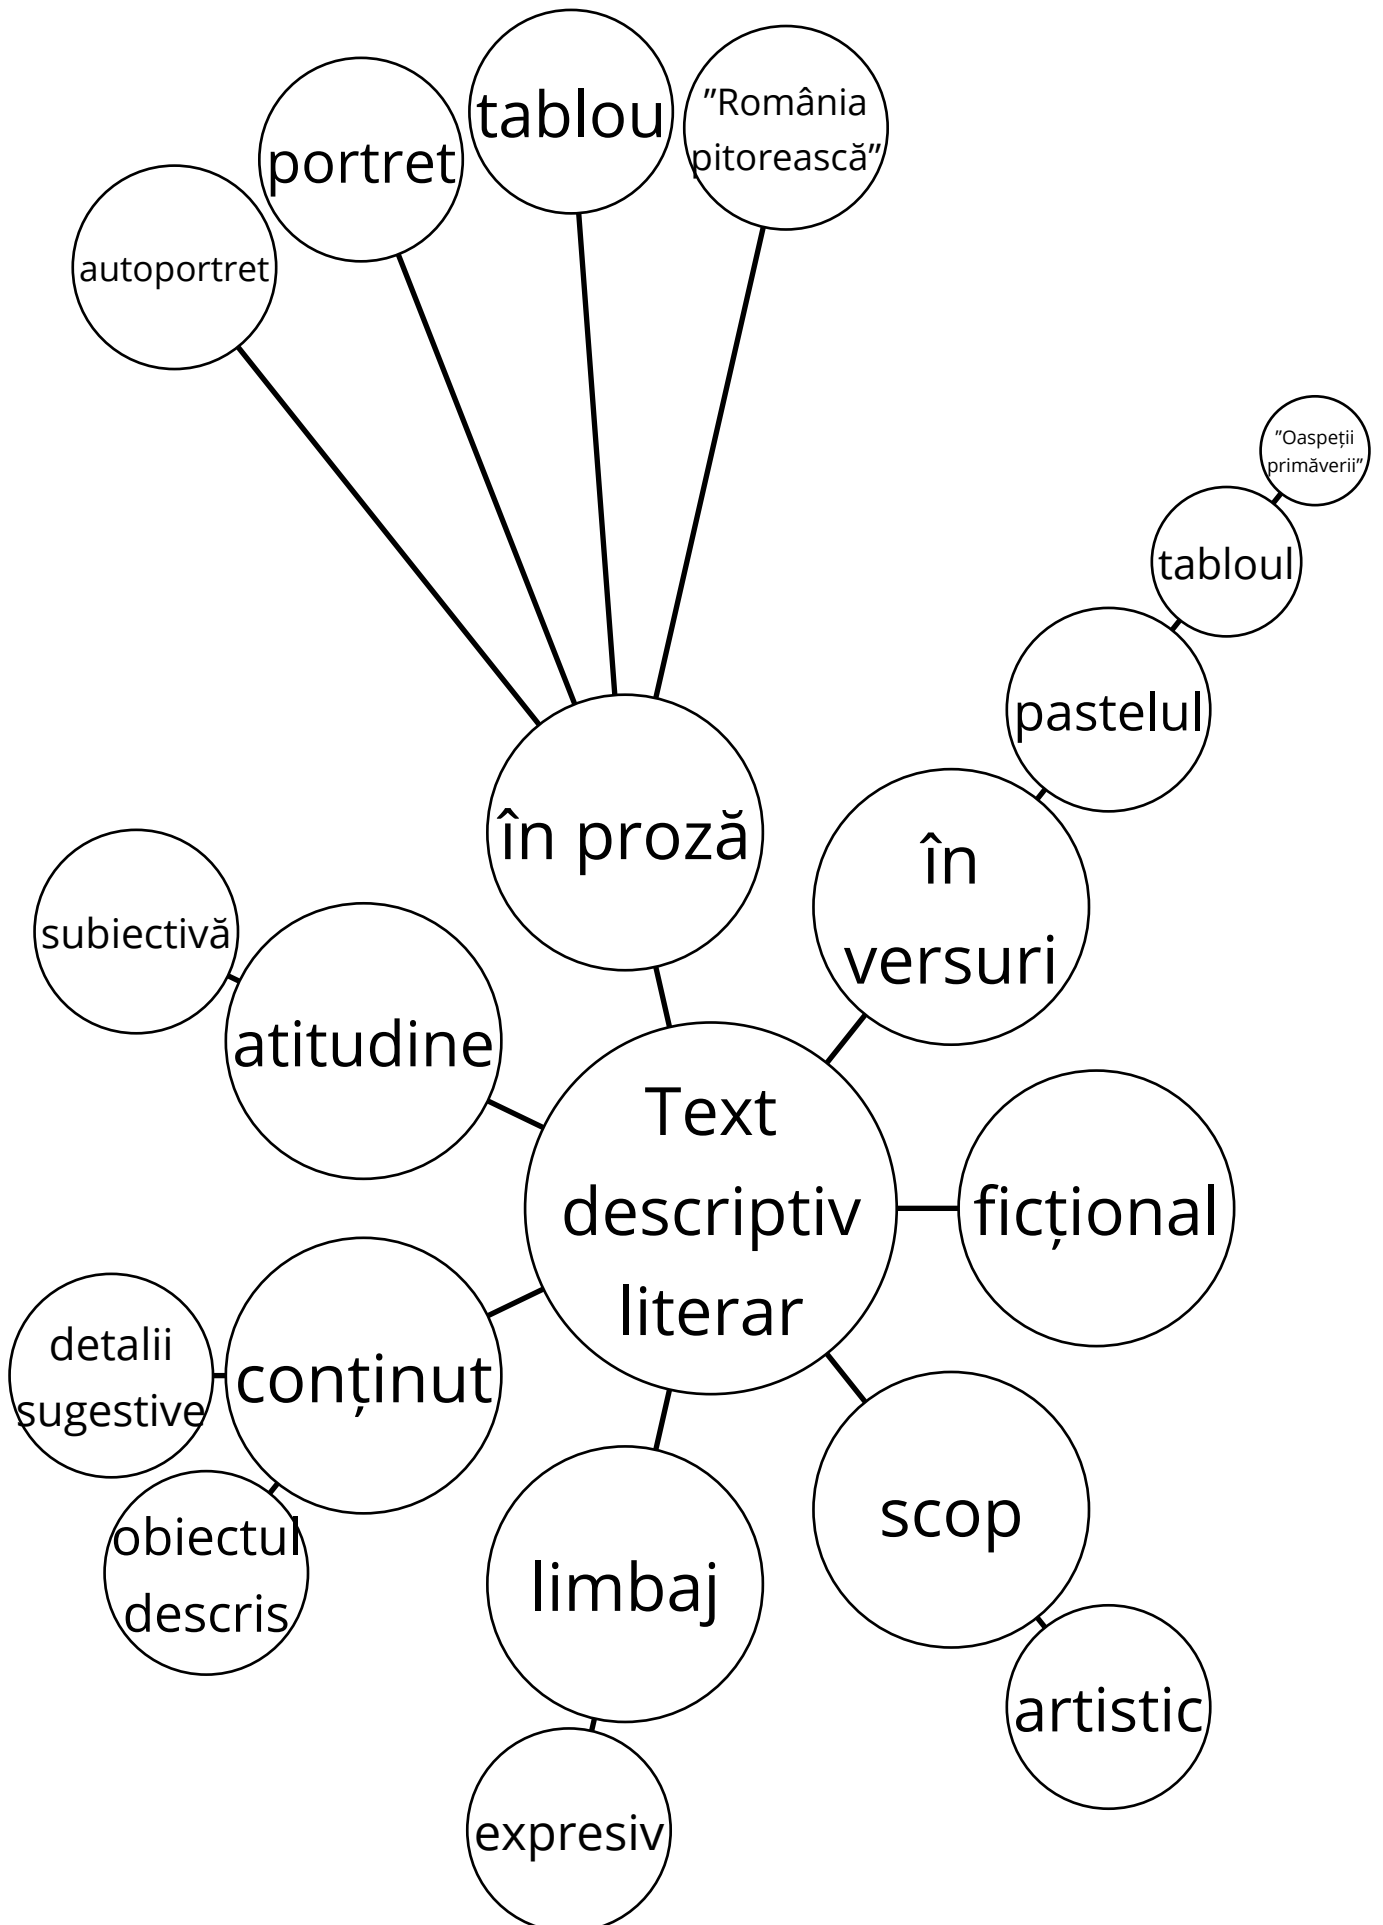 tablou
”România
pitorească”
portret
autoportret
”Oaspeții
primăverii”
tabloul
pastelul
în proză
în
versuri
subiectivă
atitudine
Text
descriptiv
literar
ficțional
detalii
sugestive
conținut
obiectul
descris
scop
limbaj
artistic
expresiv